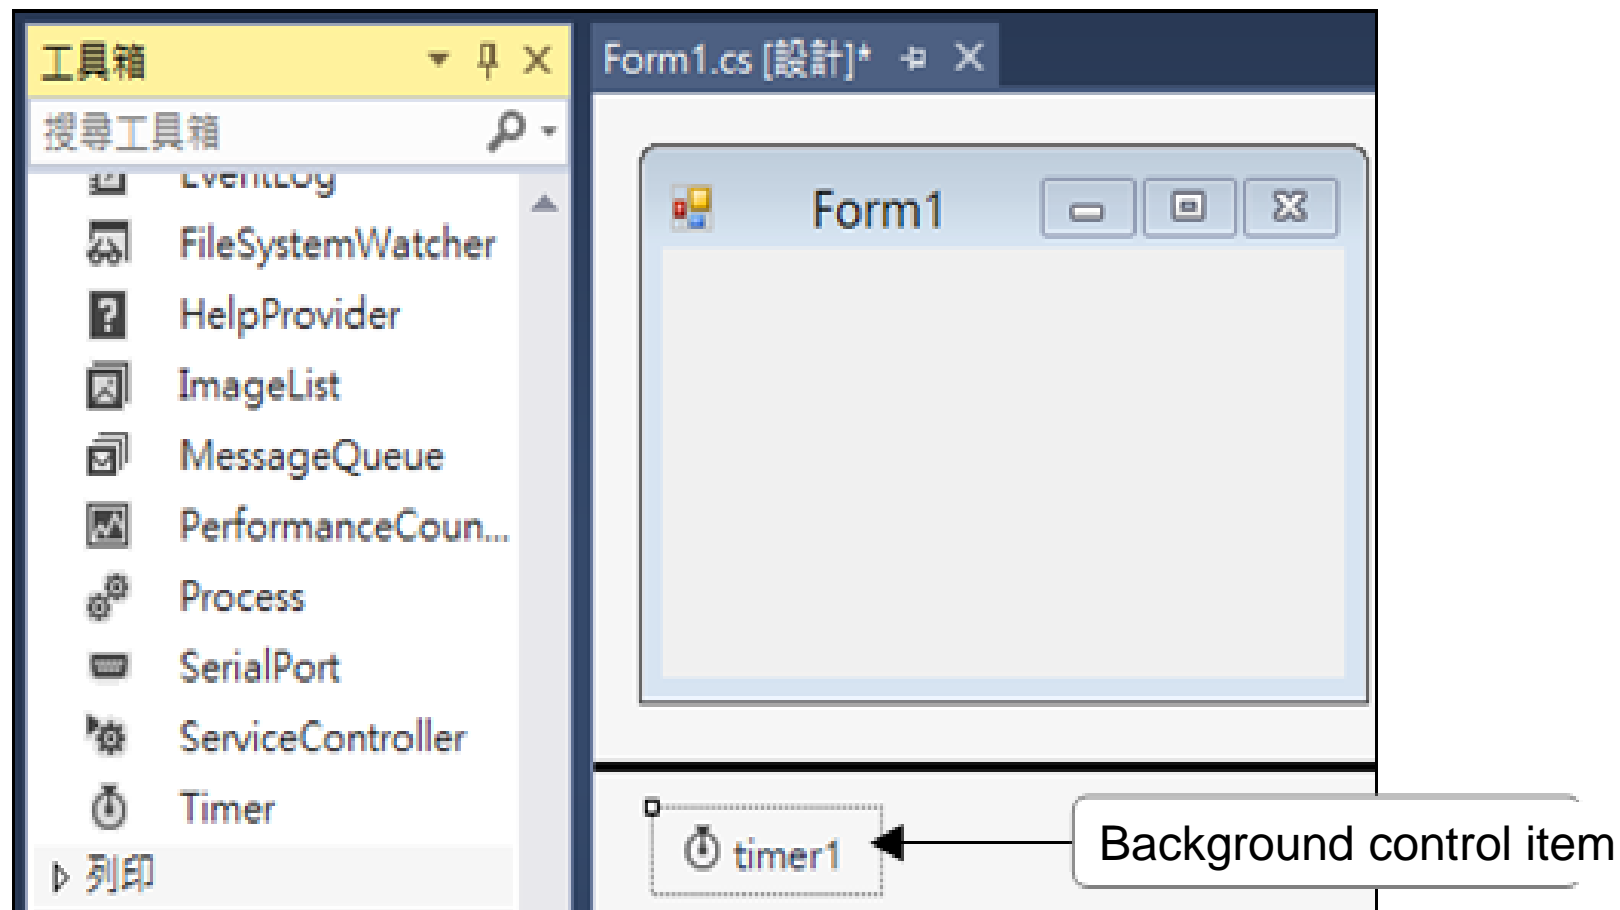 工具箱
搜尋工具箱
EventLog
FileSystemWatcher
HelpProvider
ImageList
MessageQueue
PerformanceCoun...
Process
SerialPort
ServiceController
Timer
列印
Form1.cs [設計]*
Form1
timer1
Background control item